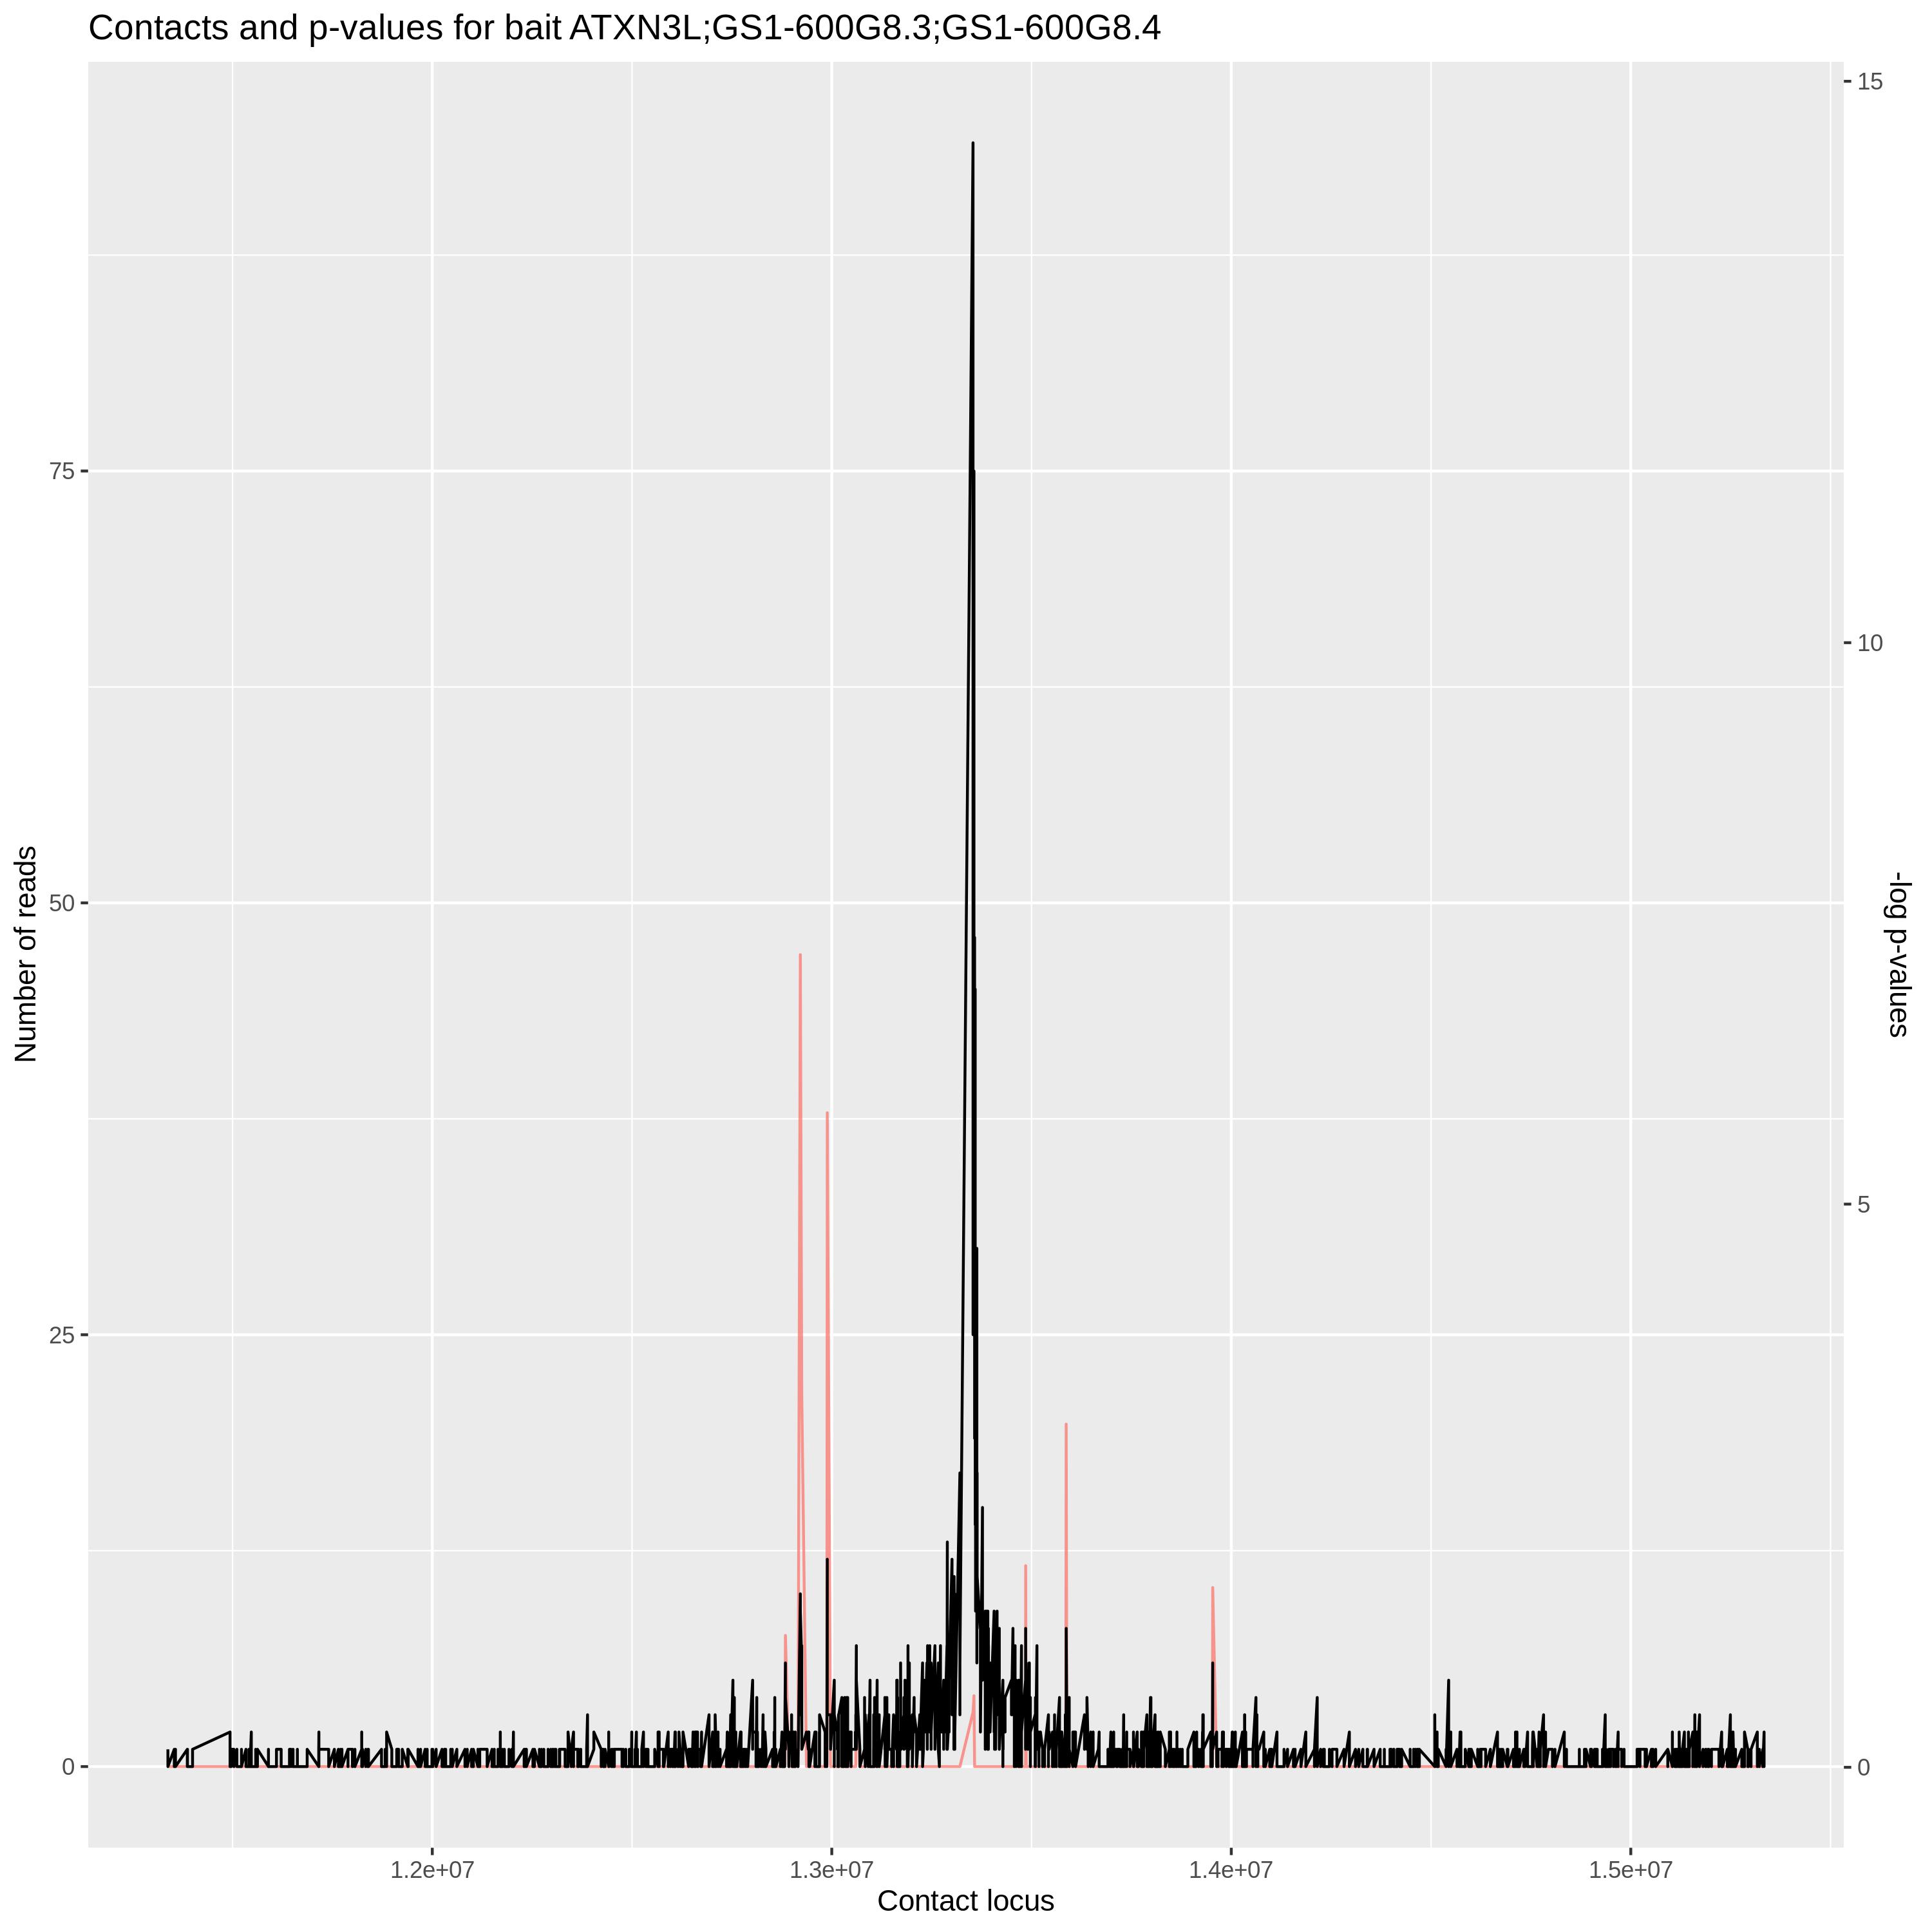 Contacts and p-values for bait ATXN3L;GS1-600G8.3;GS1-600G8.4
15
75
10
50
Number of reads
-log p-values
5
25
0
0
1.2e+07
1.3e+07
1.4e+07
1.5e+07
Contact locus